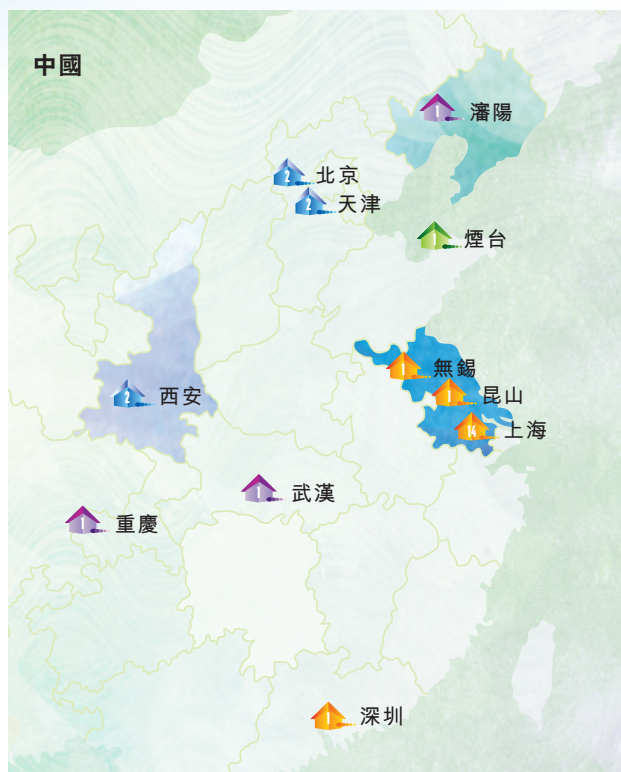 中國
1 瀋陽
2 北京
2 天津
1 煙台
1 無錫
1 昆山
2 西安
14 上海
1 武漢
1 重慶
1 深圳